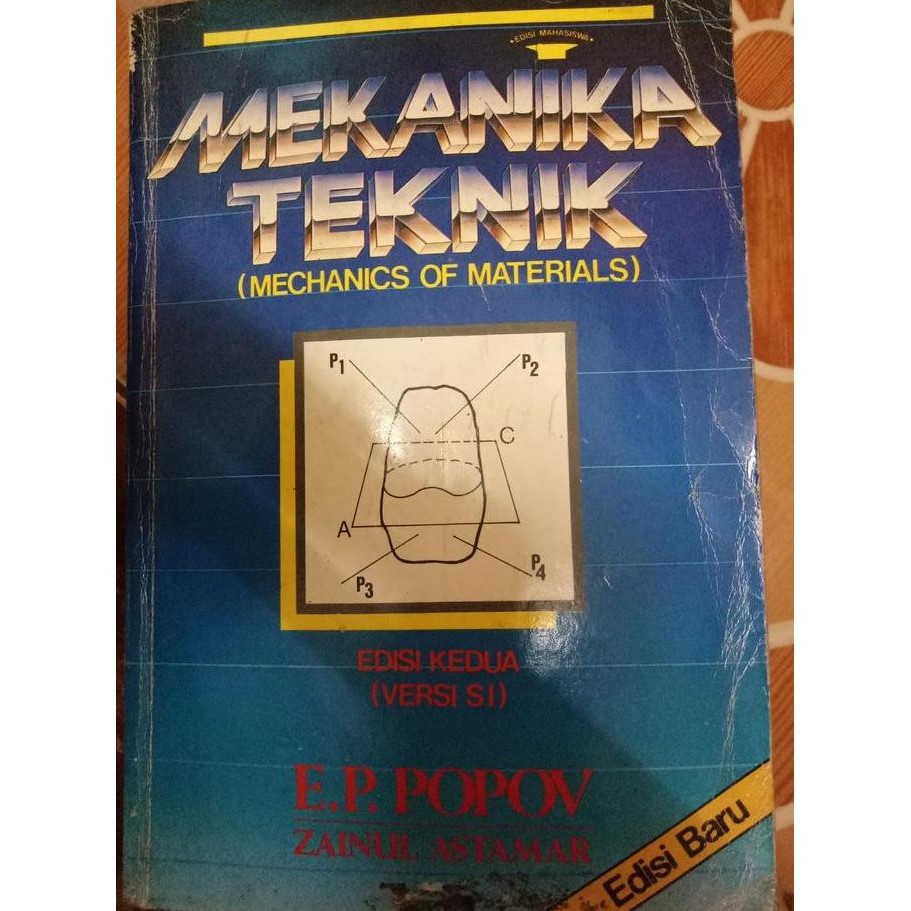 •EDISI MAHASISWA•
MEKANIKA
TEKNIK
(MECHANICS OF MATERIALS)
P1
P2
C
A
P3
P4
EDISI KEDUA
(VERSI SI)
E.P. POPOV
ZAINUL ASTAMAR
Edisi Baru